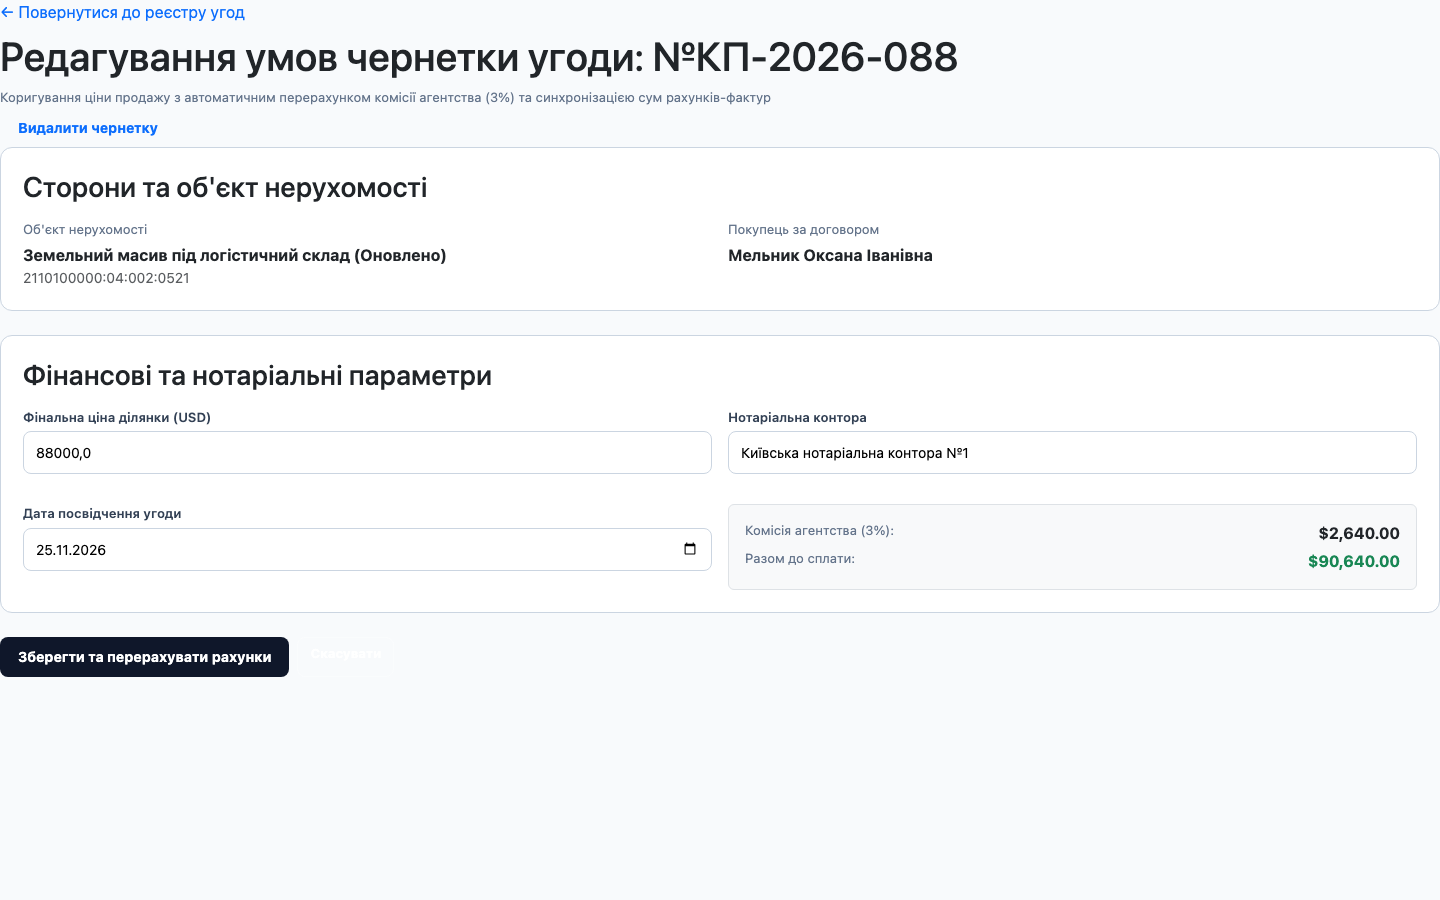 ← Повернутися до реєстру угод
Редагування умов чернетки угоди: №КП-2026-088
Коригування ціни продажу з автоматичним перерахунком комісії агентства (3%) та синхронізацією сум рахунків-фактур
Видалити чернетку
Сторони та об'єкт нерухомості
Об'єкт нерухомості
Земельний масив під логістичний склад (Оновлено)
2110100000:04:002:0521
Покупець за договором
Мельник Оксана Іванівна
Фінансові та нотаріальні параметри
Фінальна ціна ділянки (USD)
88000,0
Нотаріальна контора
Київська нотаріальна контора №1
Дата посвідчення угоди
25.11.2026
Комісія агентства (3%): $2,640.00
Разом до сплати: $90,640.00
Зберегти та перерахувати рахунки
Скасувати